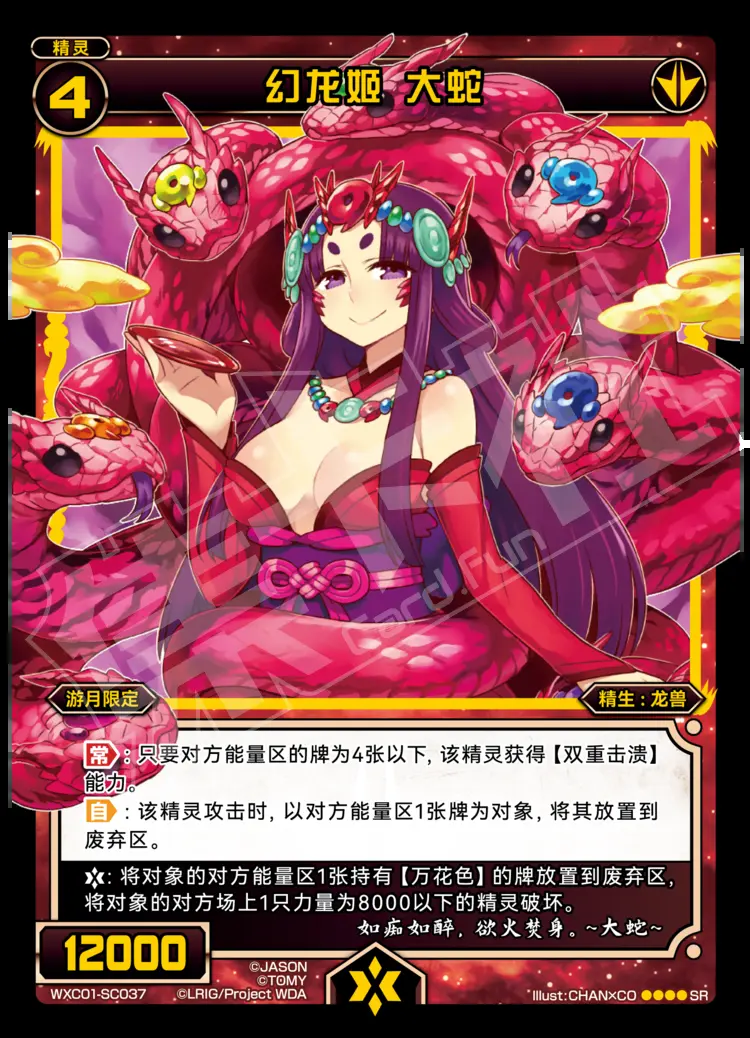 精灵
4
幻龙姬 大蛇
Card.Fun
游月限定
精生：龙兽
常：只要对方能量区的牌为4张以下，该精灵获得【双重击溃】
能力。
自：该精灵攻击时，以对方能量区1张牌为对象，将其放置到
废弃区。
：将对象的对方能量区1张持有【万花色】的牌放置到废弃区，
将对象的对方场上1只力量为8000以下的精灵破坏。
如痴如醉，欲火焚身。~大蛇~
12000
©JASON
©TOMY
WXC01-SC037 ©LRIG/Project WDA
Illust:CHAN×CO SR